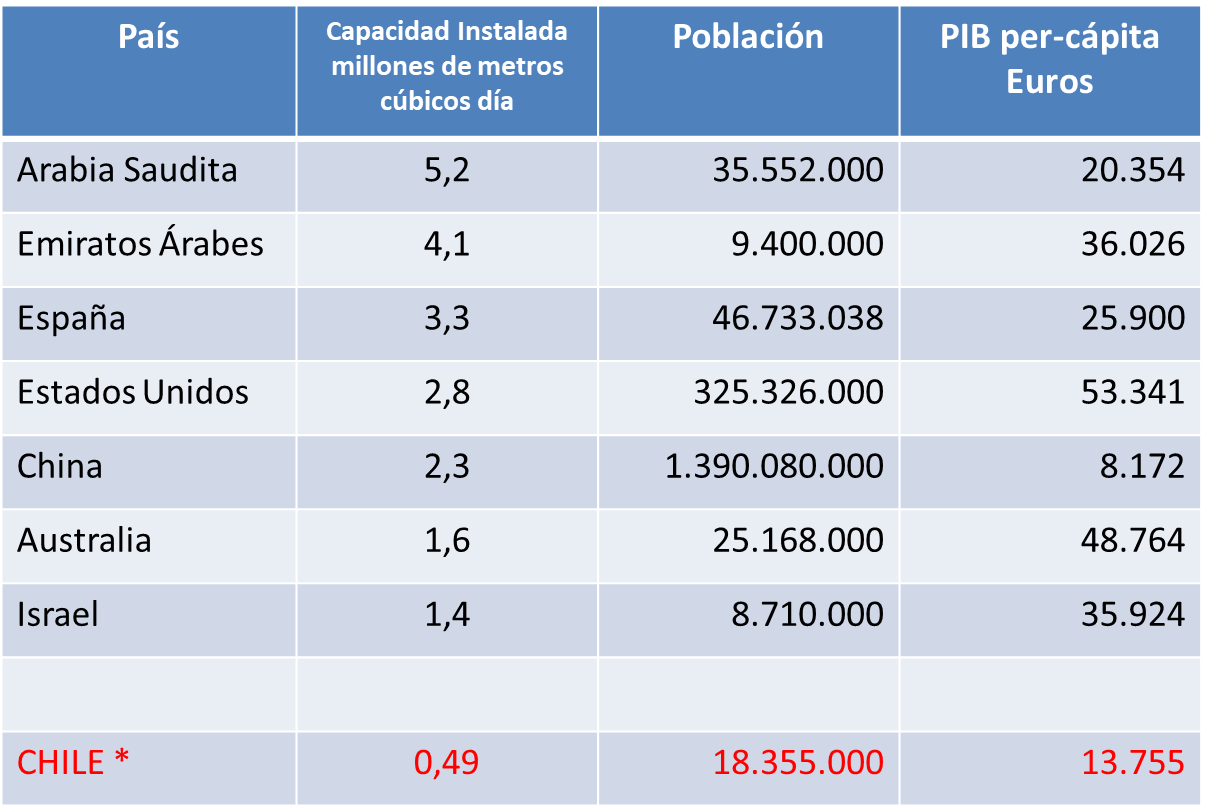 País Capacidad Instalada millones de metros cúbicos día Población PIB per-cápita Euros
Arabia Saudita 5,2 35.552.000 20.354
Emiratos Árabes 4,1 9.400.000 36.026
España 3,3 46.733.038 25.900
Estados Unidos 2,8 325.326.000 53.341
China 2,3 1.390.080.000 8.172
Australia 1,6 25.168.000 48.764
Israel 1,4 8.710.000 35.924
CHILE * 0,49 18.355.000 13.755